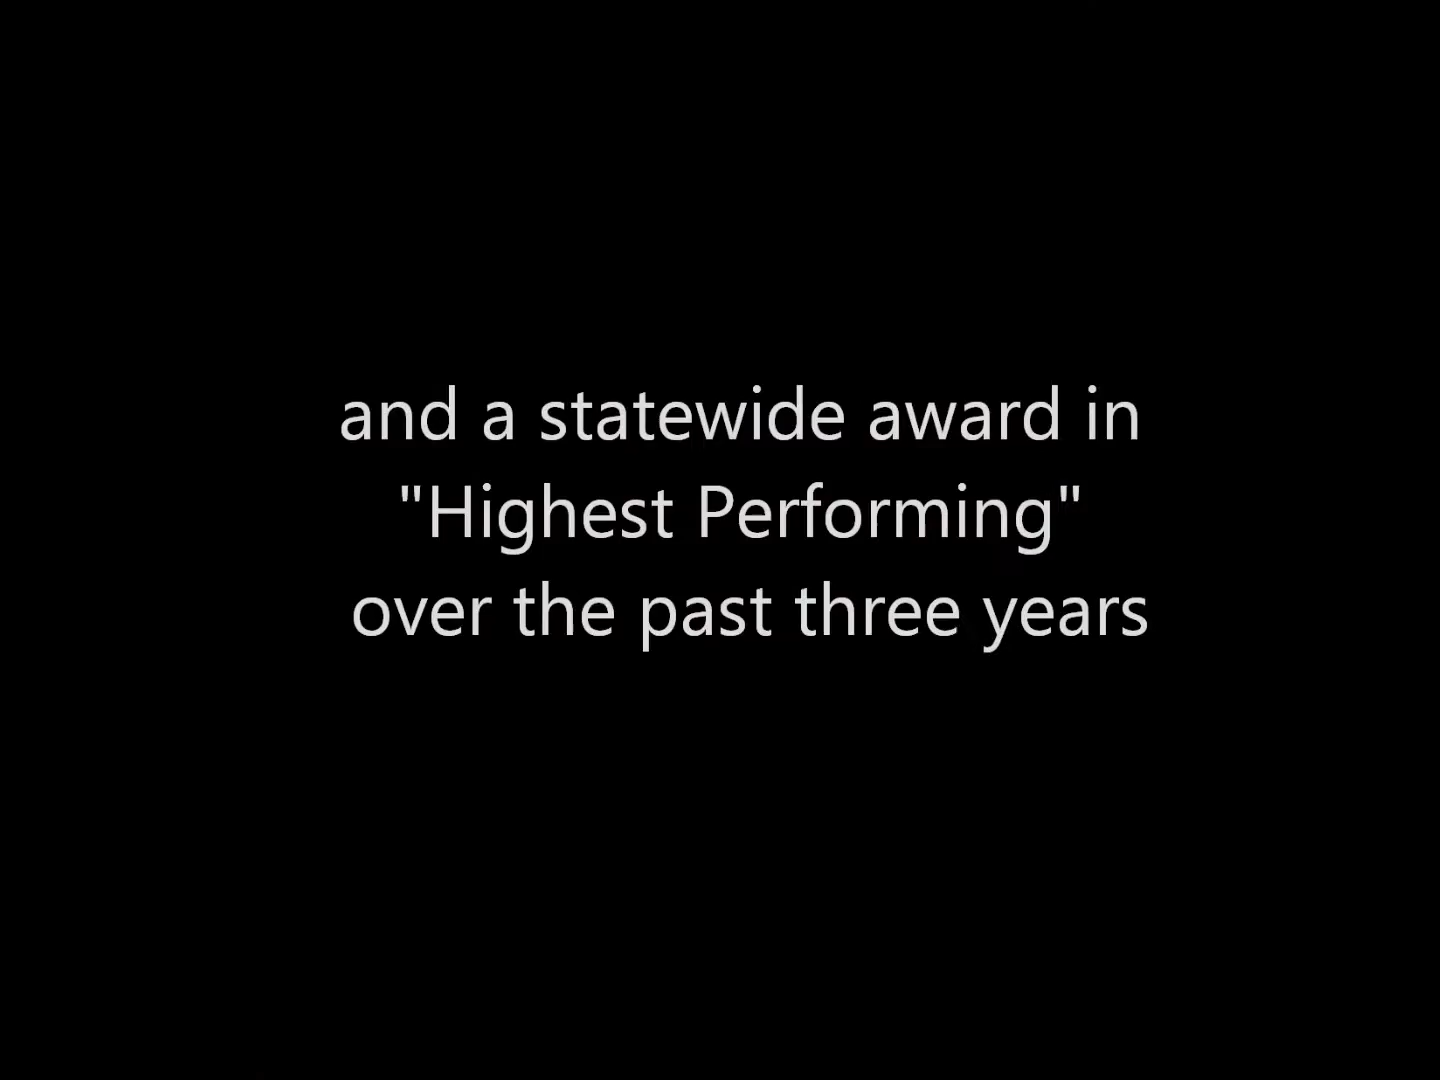 and a statewide award in
"Highest Performing"
over the past three years